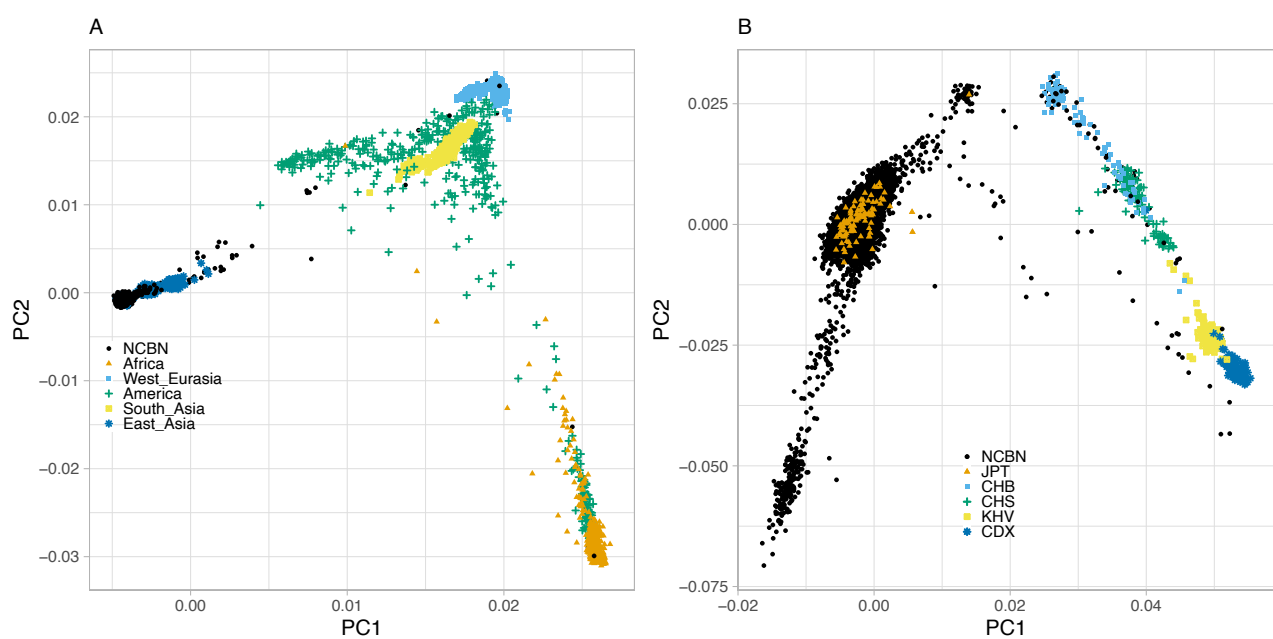 A
0.02
0.01
0.00
−0.01
−0.02
−0.03
PC2
NCBN
Africa
West_Eurasia
America
South_Asia
East_Asia
0.00
0.01
0.02
PC1
B
0.025
0.000
−0.025
−0.050
−0.075
PC2
NCBN
JPT
CHB
CHS
KHV
CDX
−0.02
0.00
0.02
0.04
PC1